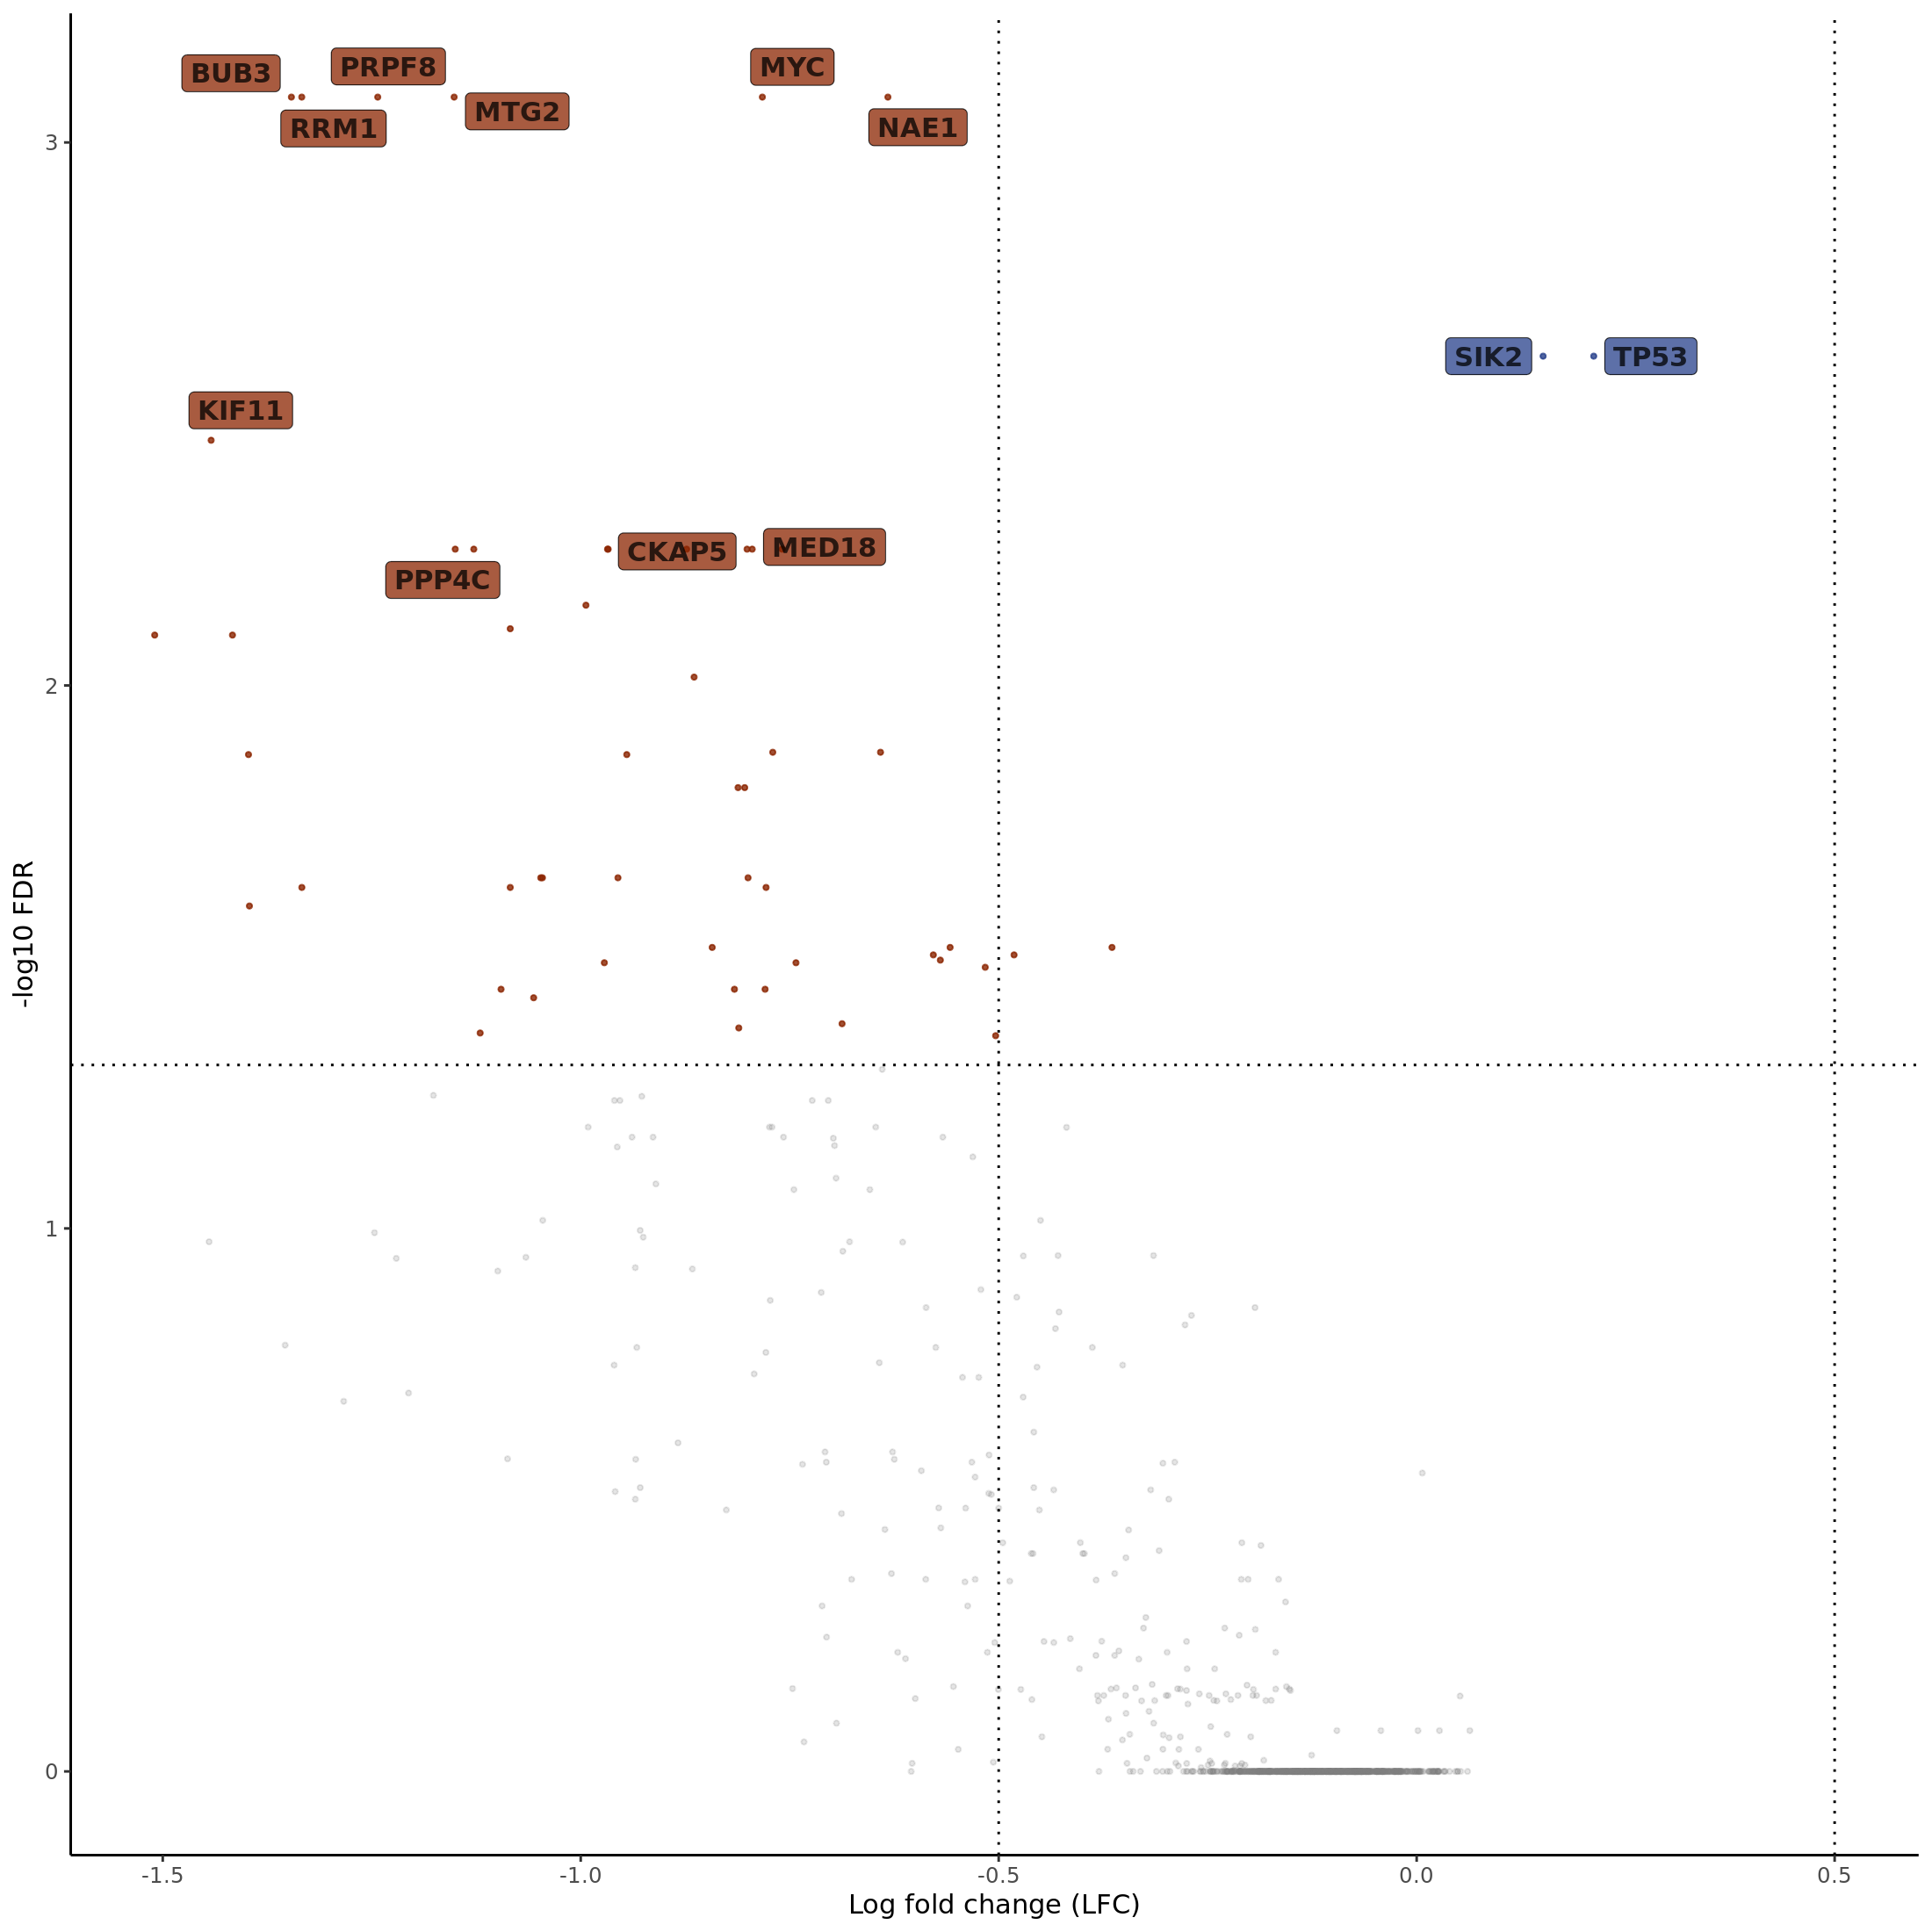 PRPF8
MYC
BUB3
MTG2
NAE1
RRM1
3
SIK2
TP53
KIF11
MED18
CKAP5
PPP4C
2
-log10 FDR
1
0
-1.5
-1.0
-0.5
0.0
0.5
Log fold change (LFC)